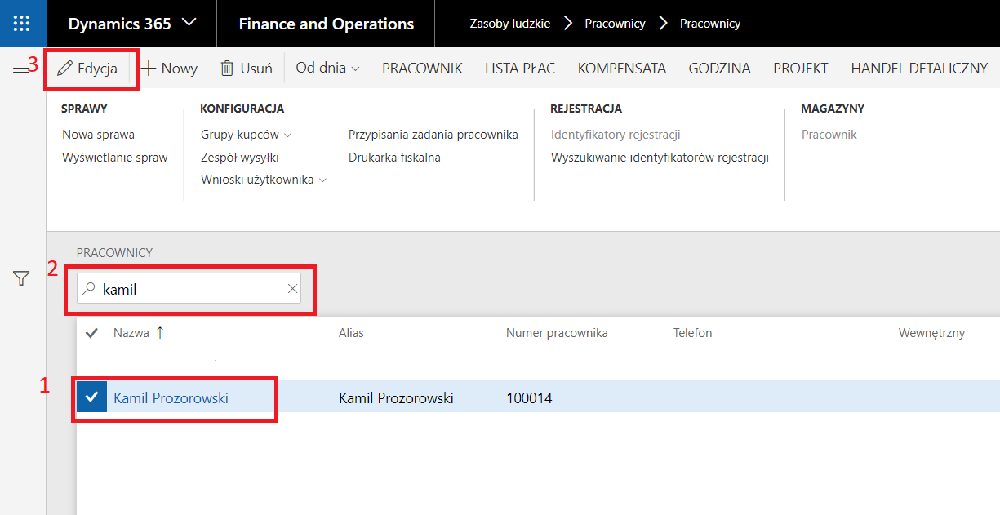 Dynamics 365 Finance and Operations Zasoby ludzkie Pracownicy Pracownicy
3 Edycja Nowy Usuń Od dnia PRACOWNIK LISTA PŁAC KOMPENSATA GODZINA PROJEKT HANDEL DETALICZNY
SPRAWY KONFIGURACJA REJESTRACJA MAGAZYNY
Nowa sprawa Grupy kupców Przypisania zadania pracownika Identyfikatory rejestracji Pracownik
Wyświetlanie spraw Zespół wysyłki Drukarka fiskalna Wyszukiwanie identyfikatorów rejestracji
Wnioski użytkownika
PRACOWNICY
2 kamil
Nazwa Alias Numer pracownika Telefon Wewnętrzny
1 Kamil Prozorowski Kamil Prozorowski 100014